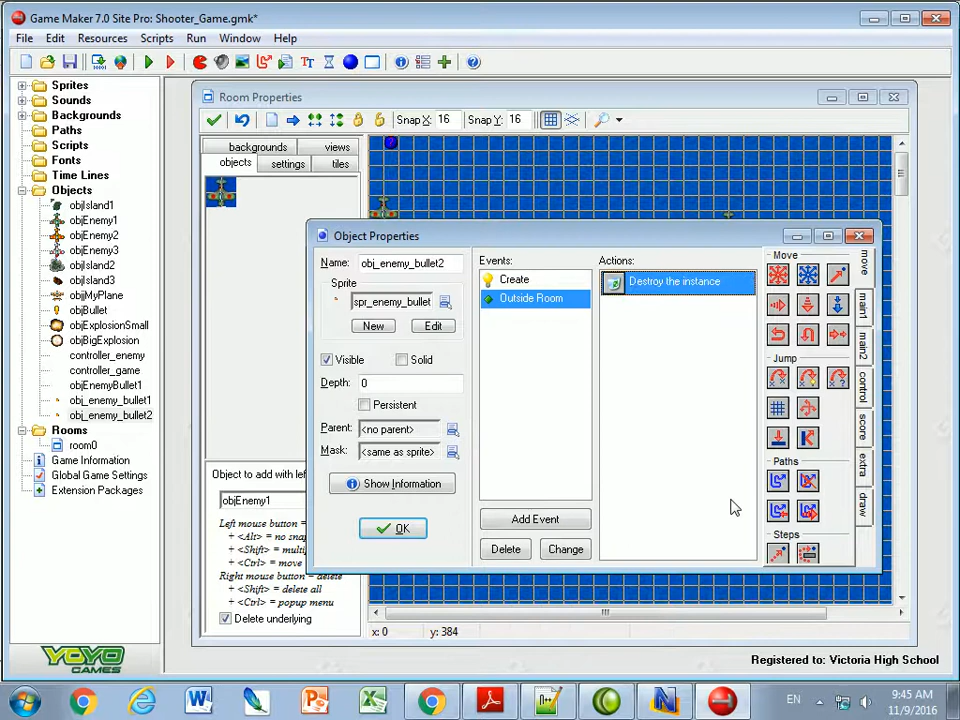 Game Maker 7.0 Site Pro: Shooter_Game.gmk*
File Edit Resources Scripts Run Window Help
Sprites
Sounds
Backgrounds
Paths
Scripts
Fonts
Time Lines
Objects
objIsland1
objEnemy1
objEnemy2
objEnemy3
objIsland2
objIsland3
objMyPlane
objBullet
objExplosionSmall
objBigExplosion
controller_enemy
controller_game
objEnemyBullet1
obj_enemy_bullet1
obj_enemy_bullet2
Rooms
room0
Game Information
Global Game Settings
Extension Packages
YOYO
GAMES
Room Properties
Snap X: 16 Snap Y: 16
backgrounds views
objects settings tiles
Object to add with left
objEnemy1
Left mouse button =
+ <Alt> = no sna
+ <Shift> = multi
+ <Ctrl> = move
Right mouse button = delete
+ <Shift> = delete all
+ <Ctrl> = popup menu
Delete underlying
x: 0 y: 384
Object Properties
Name: obj_enemy_bullet2
Sprite
spr_enemy_bullet
New Edit
Visible Solid
Depth: 0
Persistent
Parent: <no parent>
Mask: <same as sprite>
Show Information
OK
Events:
Create
Outside Room
Add Event
Delete Change
Actions:
Destroy the instance
Move
Jump
Paths
Steps
move
main1
main2
control
score
extra
draw
Registered to: Victoria High School
EN
9:45 AM
11/9/2016